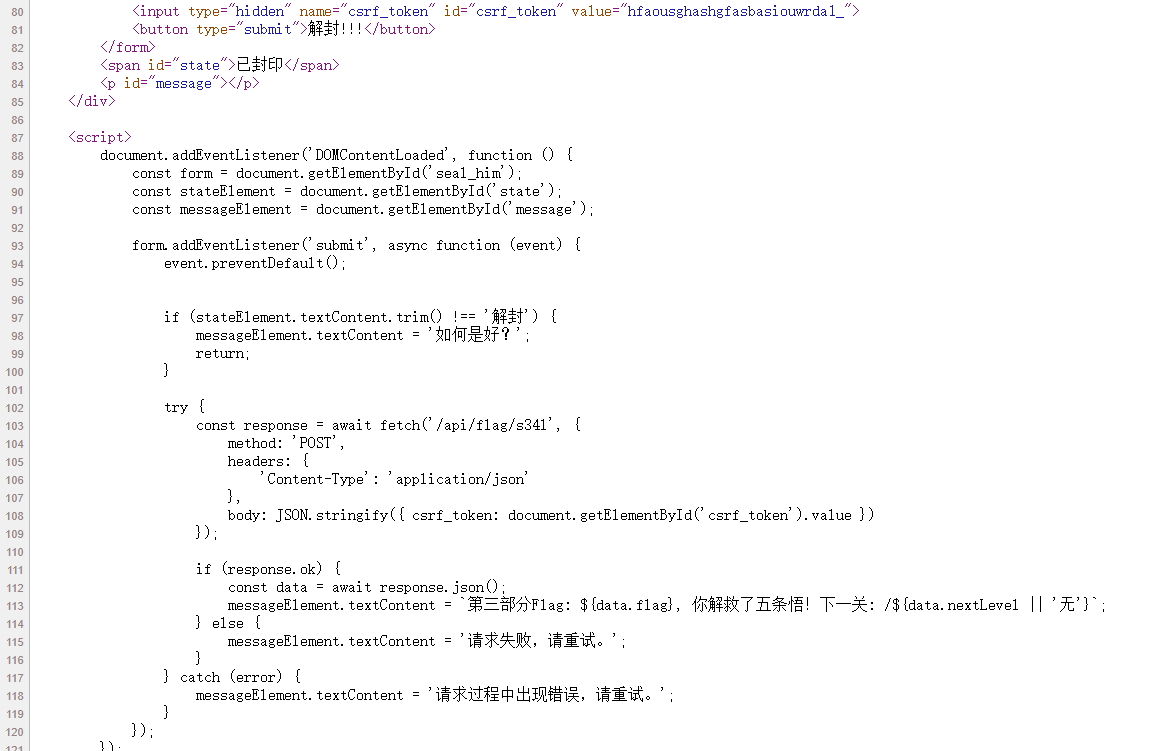 80 <input type="hidden" name="csrf_token" id="csrf_token" value="hfaousghashgfasbasiouwrda1_">
81 <button type="submit">解封!!!</button>
82 </form>
83 <span id="state">已封印</span>
84 <p id="message"></p>
85 </div>
86
87 <script>
88 document.addEventListener('DOMContentLoaded', function () {
89 const form = document.getElementById('seal_him');
90 const stateElement = document.getElementById('state');
91 const messageElement = document.getElementById('message');
92
93 form.addEventListener('submit', async function (event) {
94 event.preventDefault();
95
96
97 if (stateElement.textContent.trim() !== '解封') {
98 messageElement.textContent = '如何是好？';
99 return;
100 }
101
102 try {
103 const response = await fetch('/api/flag/s341', {
104 method: 'POST',
105 headers: {
106 'Content-Type': 'application/json'
107 },
108 body: JSON.stringify({ csrf_token: document.getElementById('csrf_token').value })
109 });
110
111 if (response.ok) {
112 const data = await response.json();
113 messageElement.textContent = `第三部分Flag: ${data.flag}, 你解救了五条悟! 下一关: /${data.nextLevel || '无'}`;
114 } else {
115 messageElement.textContent = '请求失败，请重试。';
116 }
117 } catch (error) {
118 messageElement.textContent = '请求过程中出现错误，请重试。';
119 }
120 });
121 });